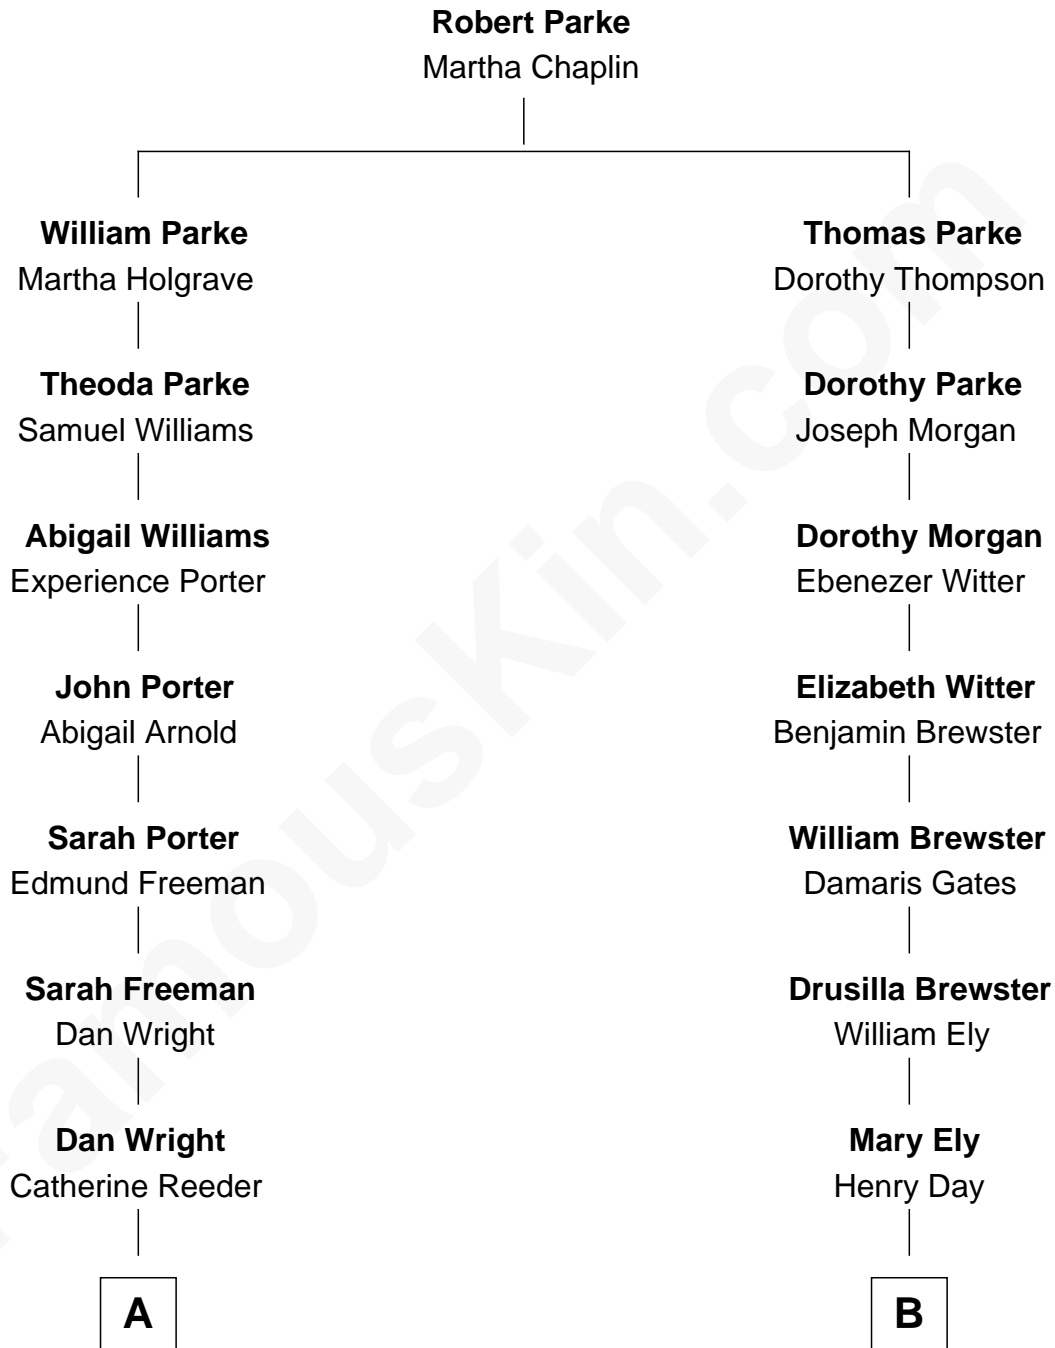 Robert Parke
Martha Chaplin
William Parke
Martha Holgrave
Thomas Parke
Dorothy Thompson
Theoda Parke
Samuel Williams
Dorothy Parke
Joseph Morgan
Abigail Williams
Experience Porter
Dorothy Morgan
Ebenezer Witter
John Porter
Abigail Arnold
Elizabeth Witter
Benjamin Brewster
Sarah Porter
Edmund Freeman
William Brewster
Damaris Gates
Sarah Freeman
Dan Wright
Drusilla Brewster
William Ely
Dan Wright
Catherine Reeder
Mary Ely
Henry Day
A
B
FamousKin.com